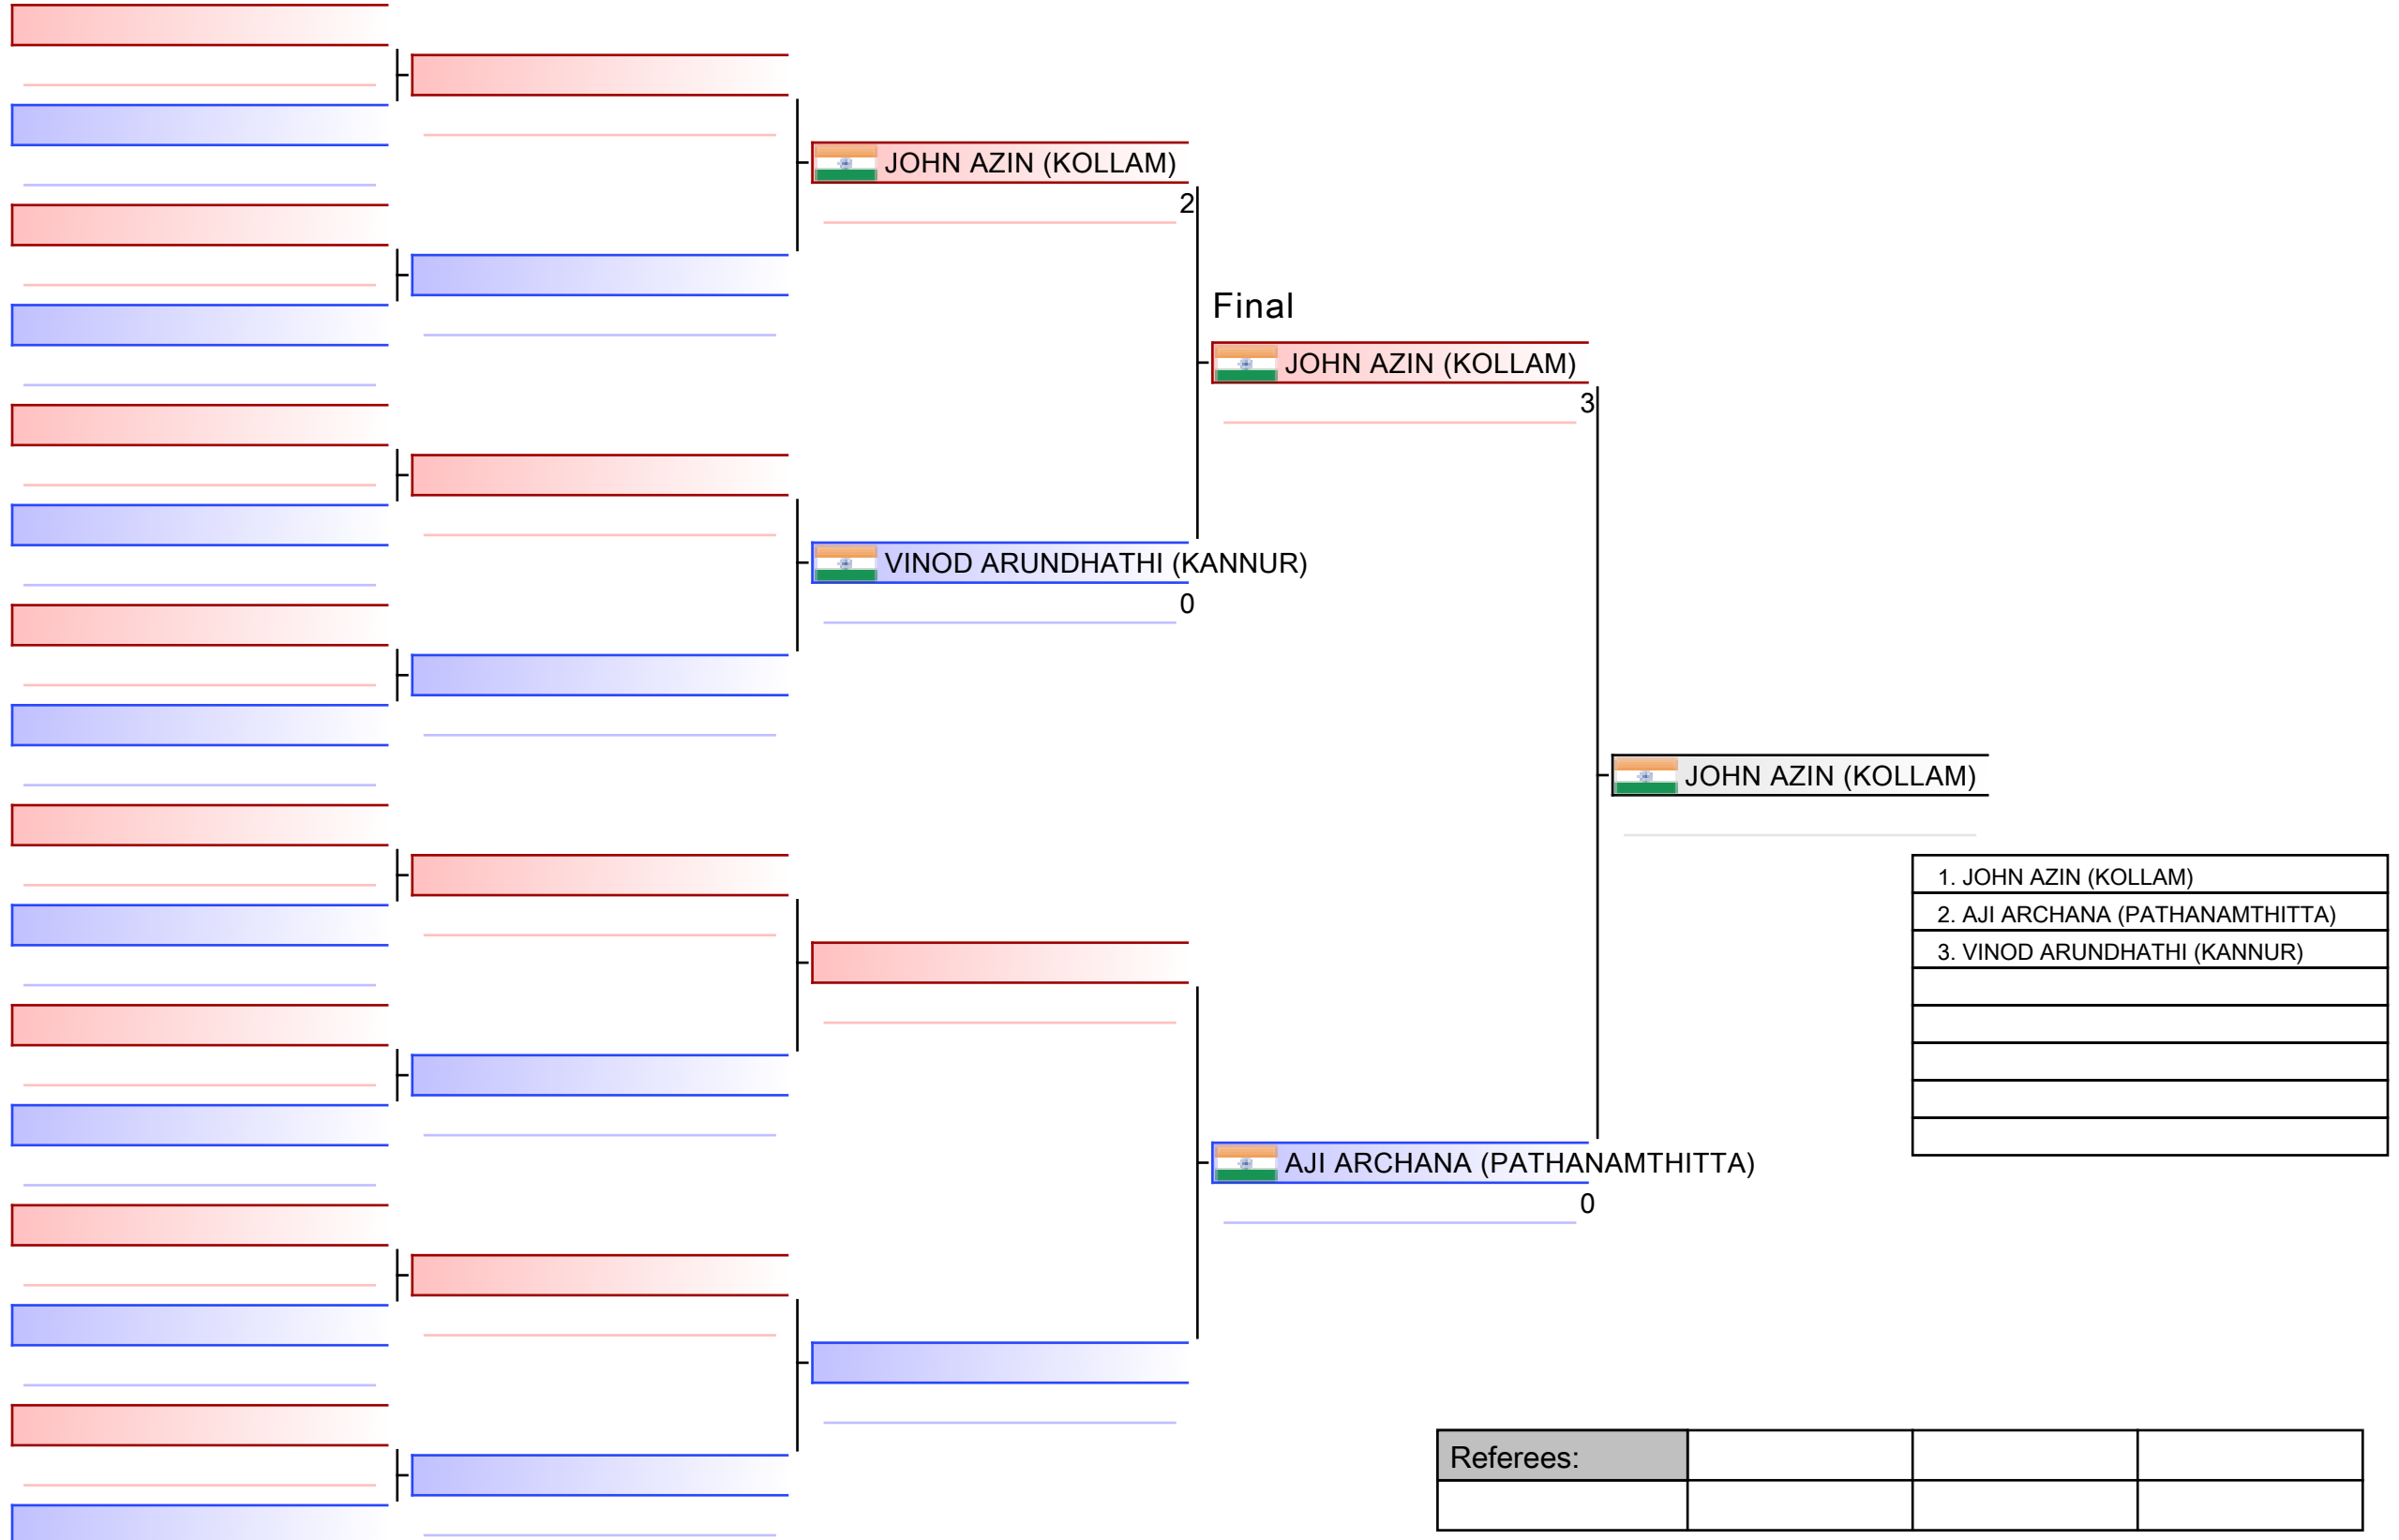 JOHN AZIN (KOLLAM)
2
Final
JOHN AZIN (KOLLAM)
3
VINOD ARUNDHATHI (KANNUR)
0
JOHN AZIN (KOLLAM)
1. JOHN AZIN (KOLLAM)
2. AJI ARCHANA (PATHANAMTHITTA)
3. VINOD ARUNDHATHI (KANNUR)
AJI ARCHANA (PATHANAMTHITTA)
0
Referees: